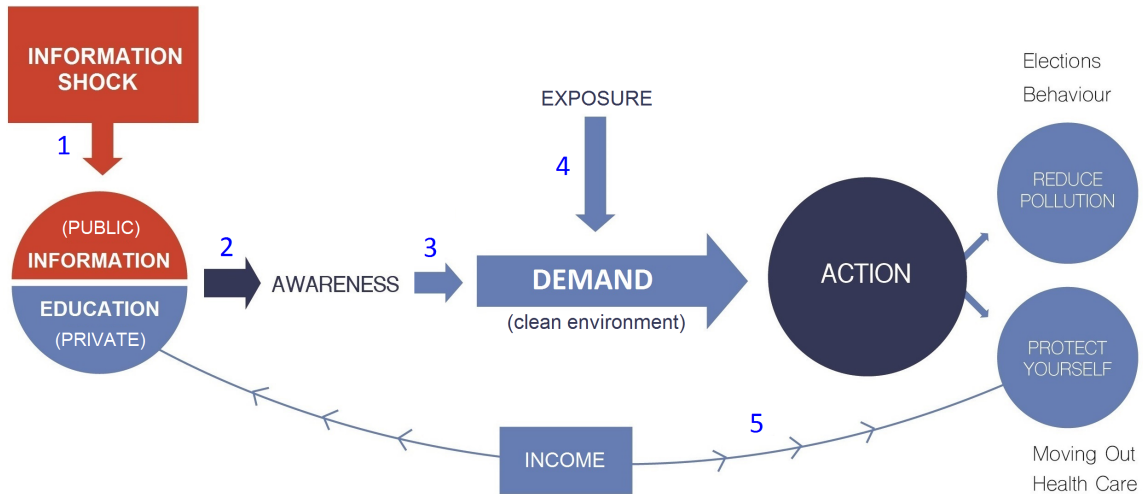 INFORMATION
SHOCK
1
(PUBLIC)
INFORMATION
EDUCATION
(PRIVATE)
2
AWARENESS
3
EXPOSURE
4
DEMAND
(clean environment)
ACTION
Elections
Behaviour
REDUCE
POLLUTION
PROTECT
YOURSELF
Moving Out
Health Care
INCOME
5